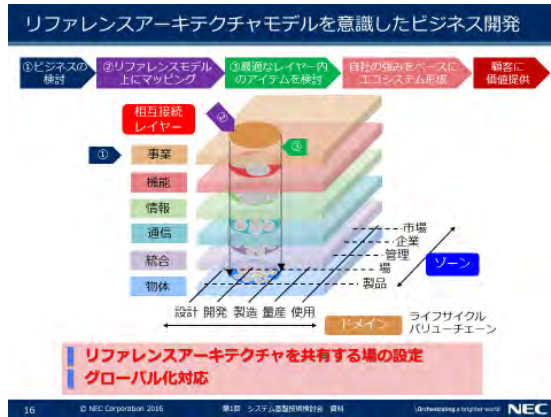 リファレンスアーキテクチャモデルを意識したビジネス開発
①ビジネスの
検討
②リファレンスモデル
上にマッピング
③最適なレイヤー内
のアイテムを検討
自社の強みをベースに
エコシステム形成
顧客に
価値提供
相互接続
レイヤー
②
③
①
事業
機能
情報
通信
統合
物体
市場
企業
管理
場
製品
ゾーン
設計 開発 製造 量産 使用
ドメイン
ライフサイクル
バリューチェーン
リファレンスアーキテクチャを共有する場の設定
グローバル化対応
16 © NEC Corporation 2016 第1回 システム基盤技術検討会 資料 \Orchestrating a brighter world NEC